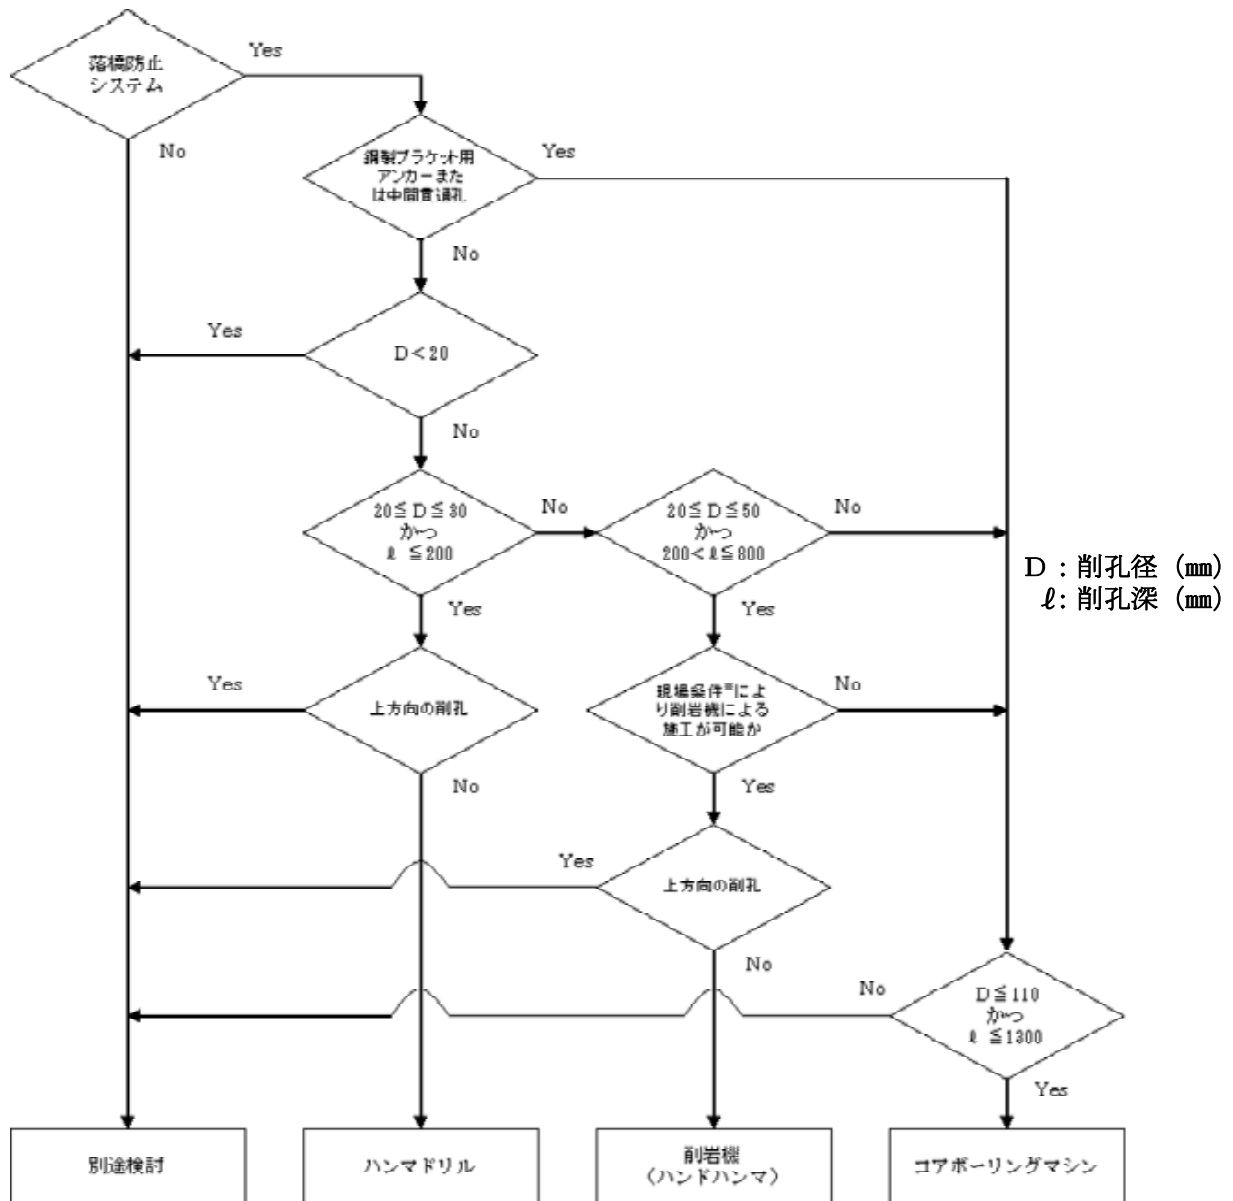 落橋防止
システム
Yes
No
鋼製ブラケット用
アンカーまた
は中間貫通孔
Yes
No
D<20
Yes
No
20≦D≦30
かつ
ℓ ≦200
No
Yes
20≦D≦50
かつ
200<ℓ≦800
No
Yes
D:削孔径(㎜)
ℓ:削孔深(㎜)
上方向の削孔
Yes
No
現場条件※によ
り削岩機による
施工が可能か
No
Yes
上方向の削孔
Yes
No
D≦110
かつ
ℓ ≦1300
No
Yes
別途検討
ハンマドリル
削岩機
(ハンドハンマ)
コアボーリングマシン